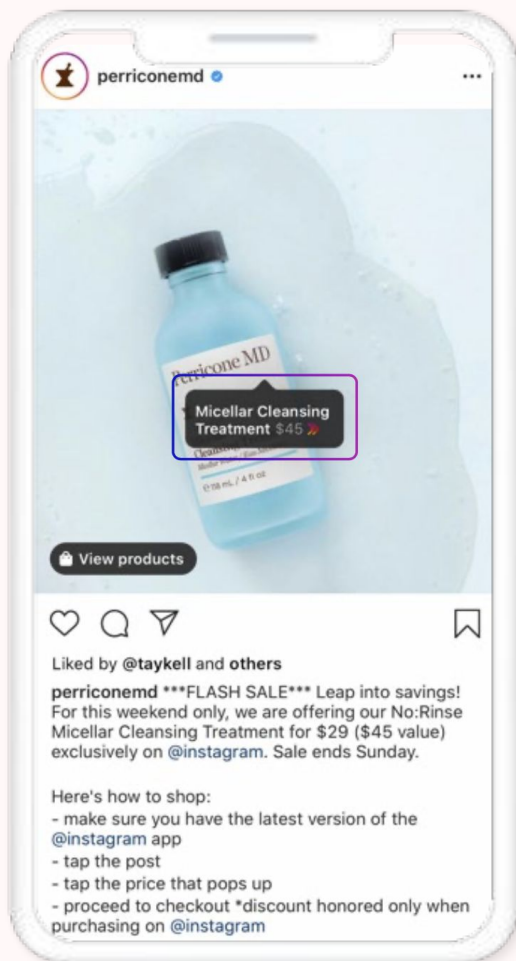 perriconemd
Perricone MD
Micellar Cleansing
Treatment $45
Cleansing
118 mL / 4 fl oz
View products
Liked by @taykell and others
perriconemd ***FLASH SALE*** Leap into savings!
For this weekend only, we are offering our No:Rinse
Micellar Cleansing Treatment for $29 ($45 value)
exclusively on @instagram. Sale ends Sunday.
Here's how to shop:
- make sure you have the latest version of the
@instagram app
- tap the post
- tap the price that pops up
- proceed to checkout *discount honored only when
purchasing on @instagram